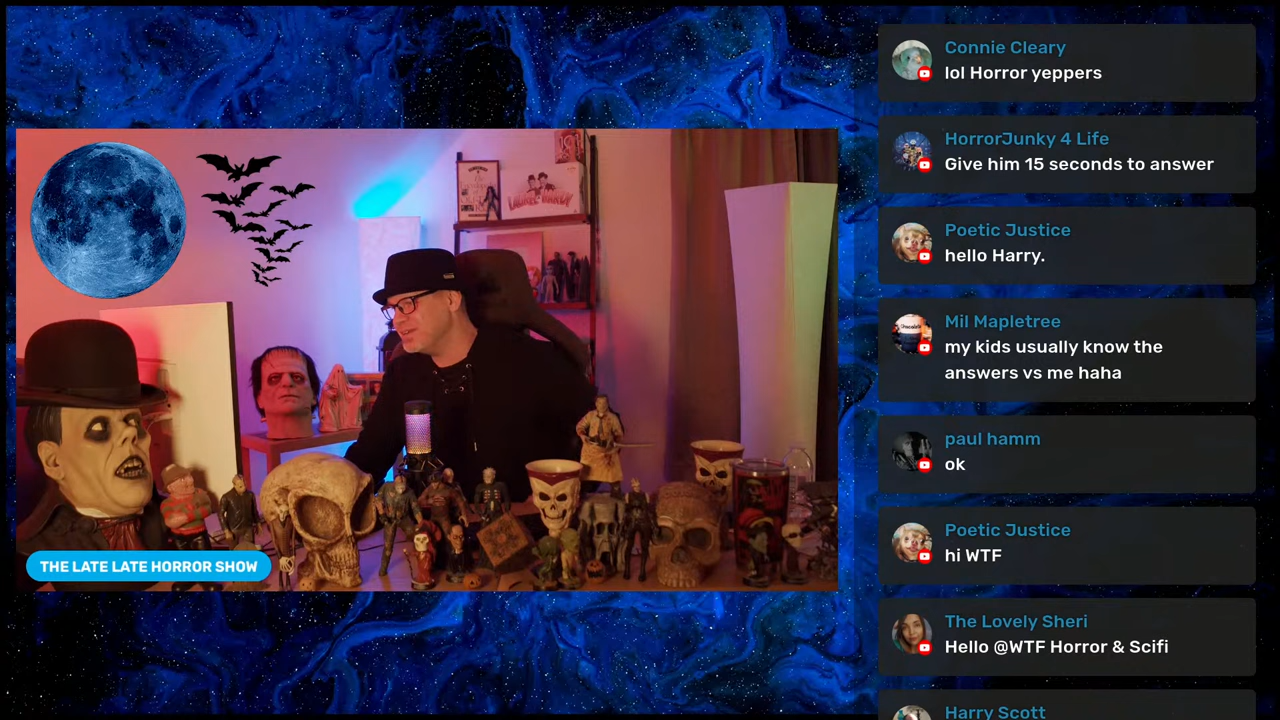 LAUREL HARDY
THE LATE LATE HORROR SHOW
Connie Cleary
lol Horror yeppers
HorrorJunky 4 Life
Give him 15 seconds to answer
Poetic Justice
hello Harry.
Mil Mapletree
my kids usually know the
answers vs me haha
paul hamm
ok
Poetic Justice
hi WTF
The Lovely Sheri
Hello @WTF Horror & Scifi
Harry Scott